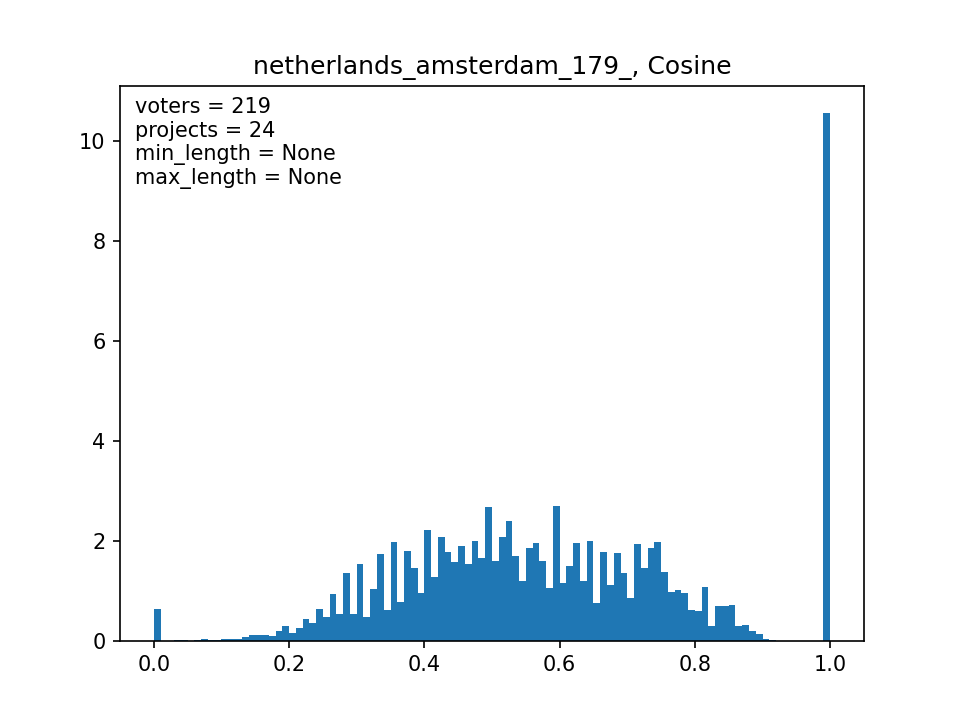 netherlands_amsterdam_179_, Cosine
voters = 219
projects = 24
min_length = None
max_length = None
10
8
6
4
2
0
0.0 0.2 0.4 0.6 0.8 1.0